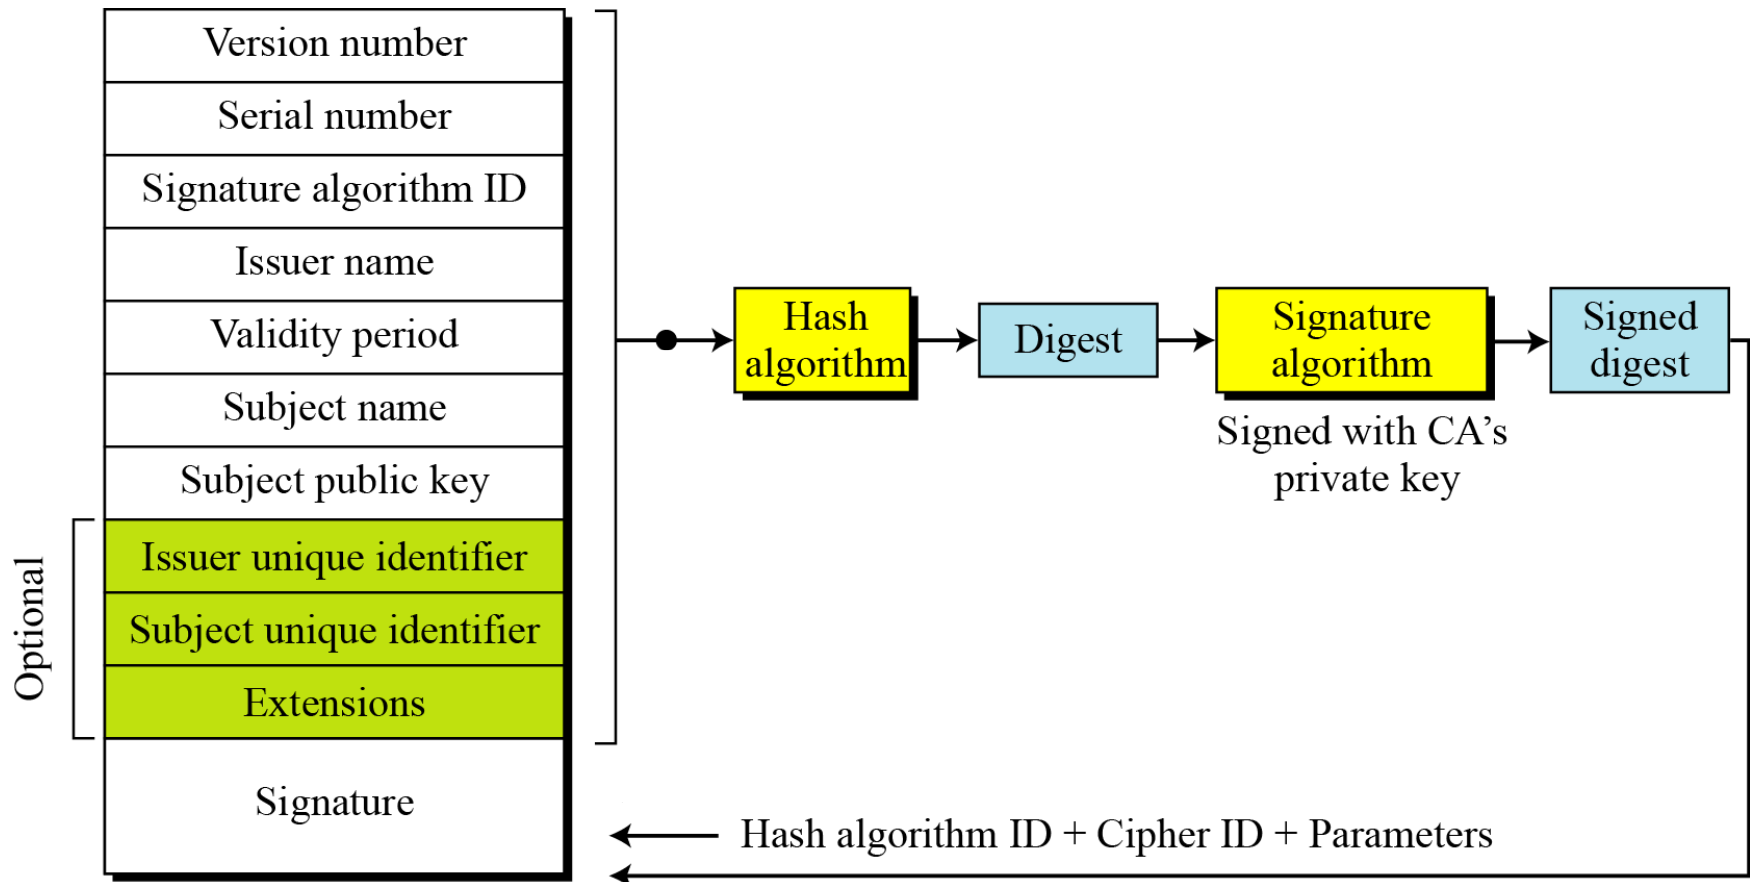 Version number
Serial number
Signature algorithm ID
Issuer name
Validity period
Subject name
Subject public key
Optional
Issuer unique identifier
Subject unique identifier
Extensions
Signature
Hash
algorithm
Digest
Signature
algorithm
Signed with CA’s
private key
Signed
digest
Hash algorithm ID + Cipher ID + Parameters